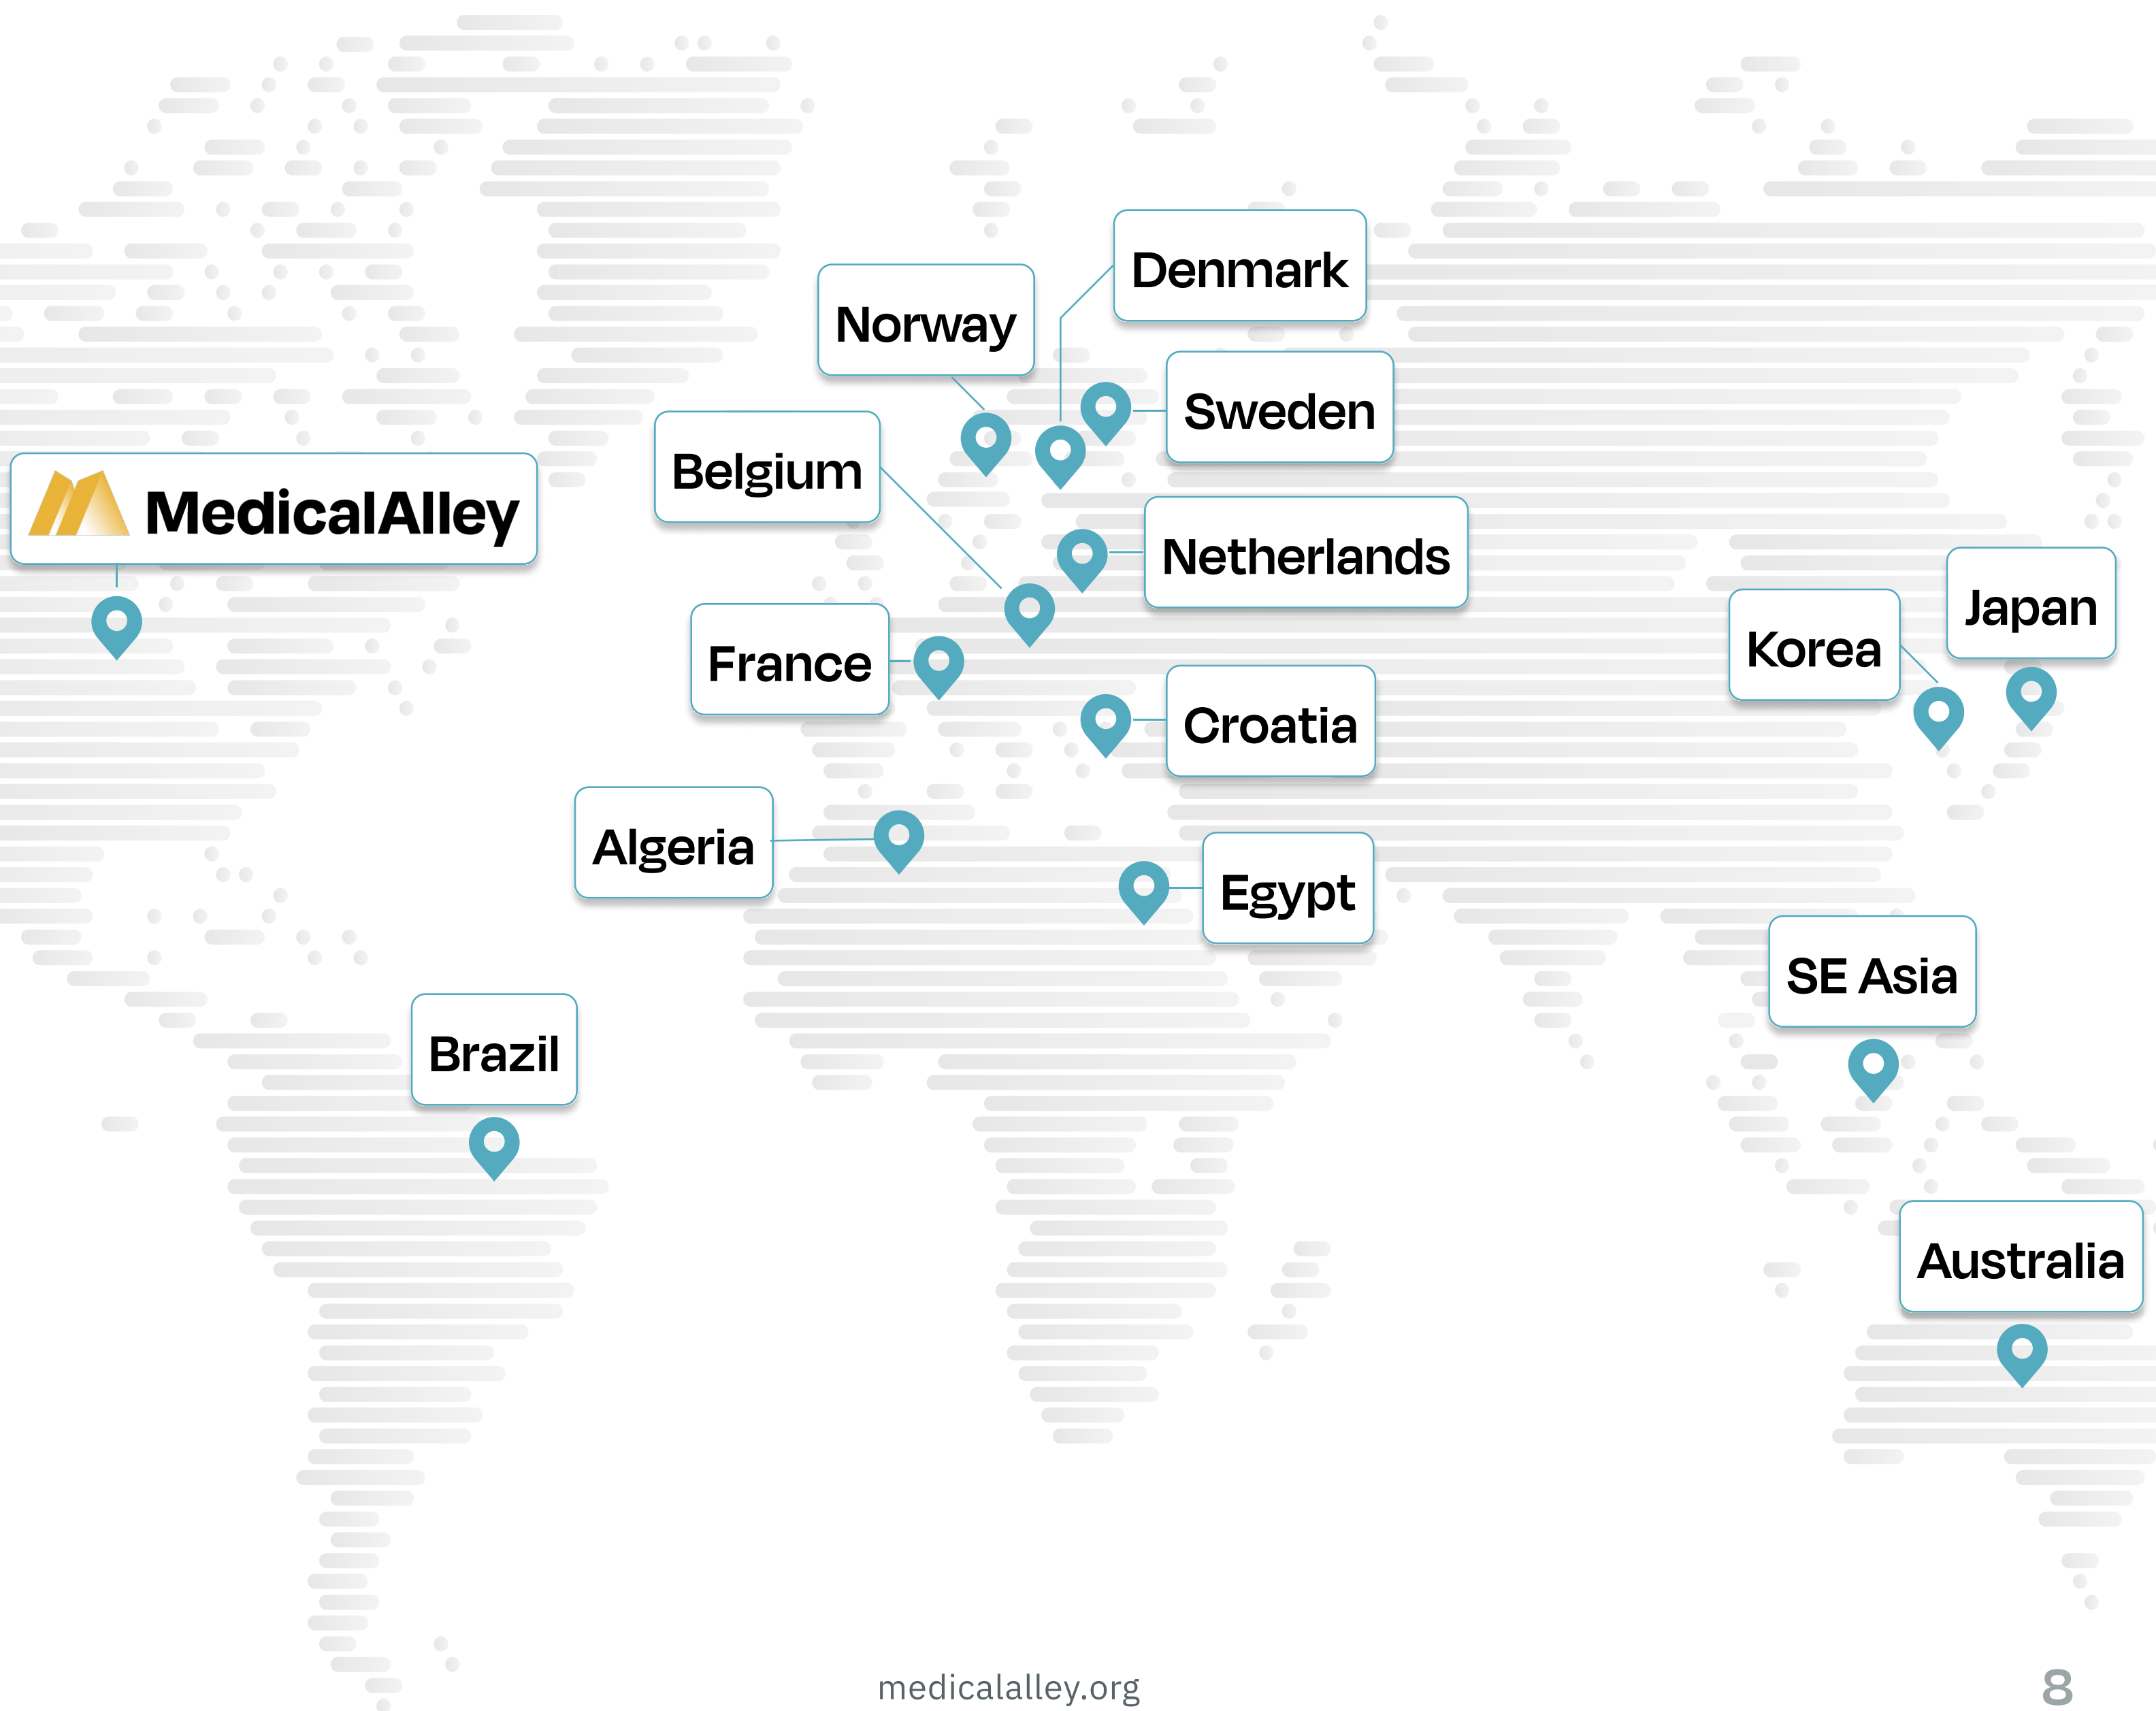 Denmark
Norway
Sweden
Belgium
MedicalAlley
Netherlands
Japan
Korea
France
Croatia
Algeria
Egypt
SE Asia
Brazil
Australia
medicalalley.org
8